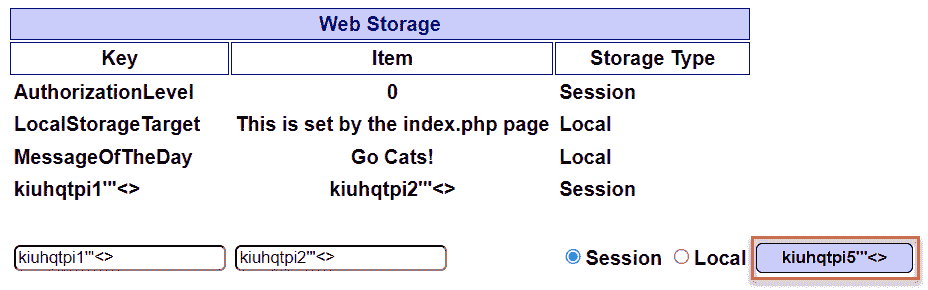 Web Storage
Key Item Storage Type
AuthorizationLevel 0 Session
LocalStorageTarget This is set by the index.php page Local
MessageOfTheDay Go Cats! Local
kiuhqtpi1'"<> kiuhqtpi2'"<> Session
kiuhqtpi1'"<> kiuhqtpi2'"<> Session Local kiuhqtpi5'"<>